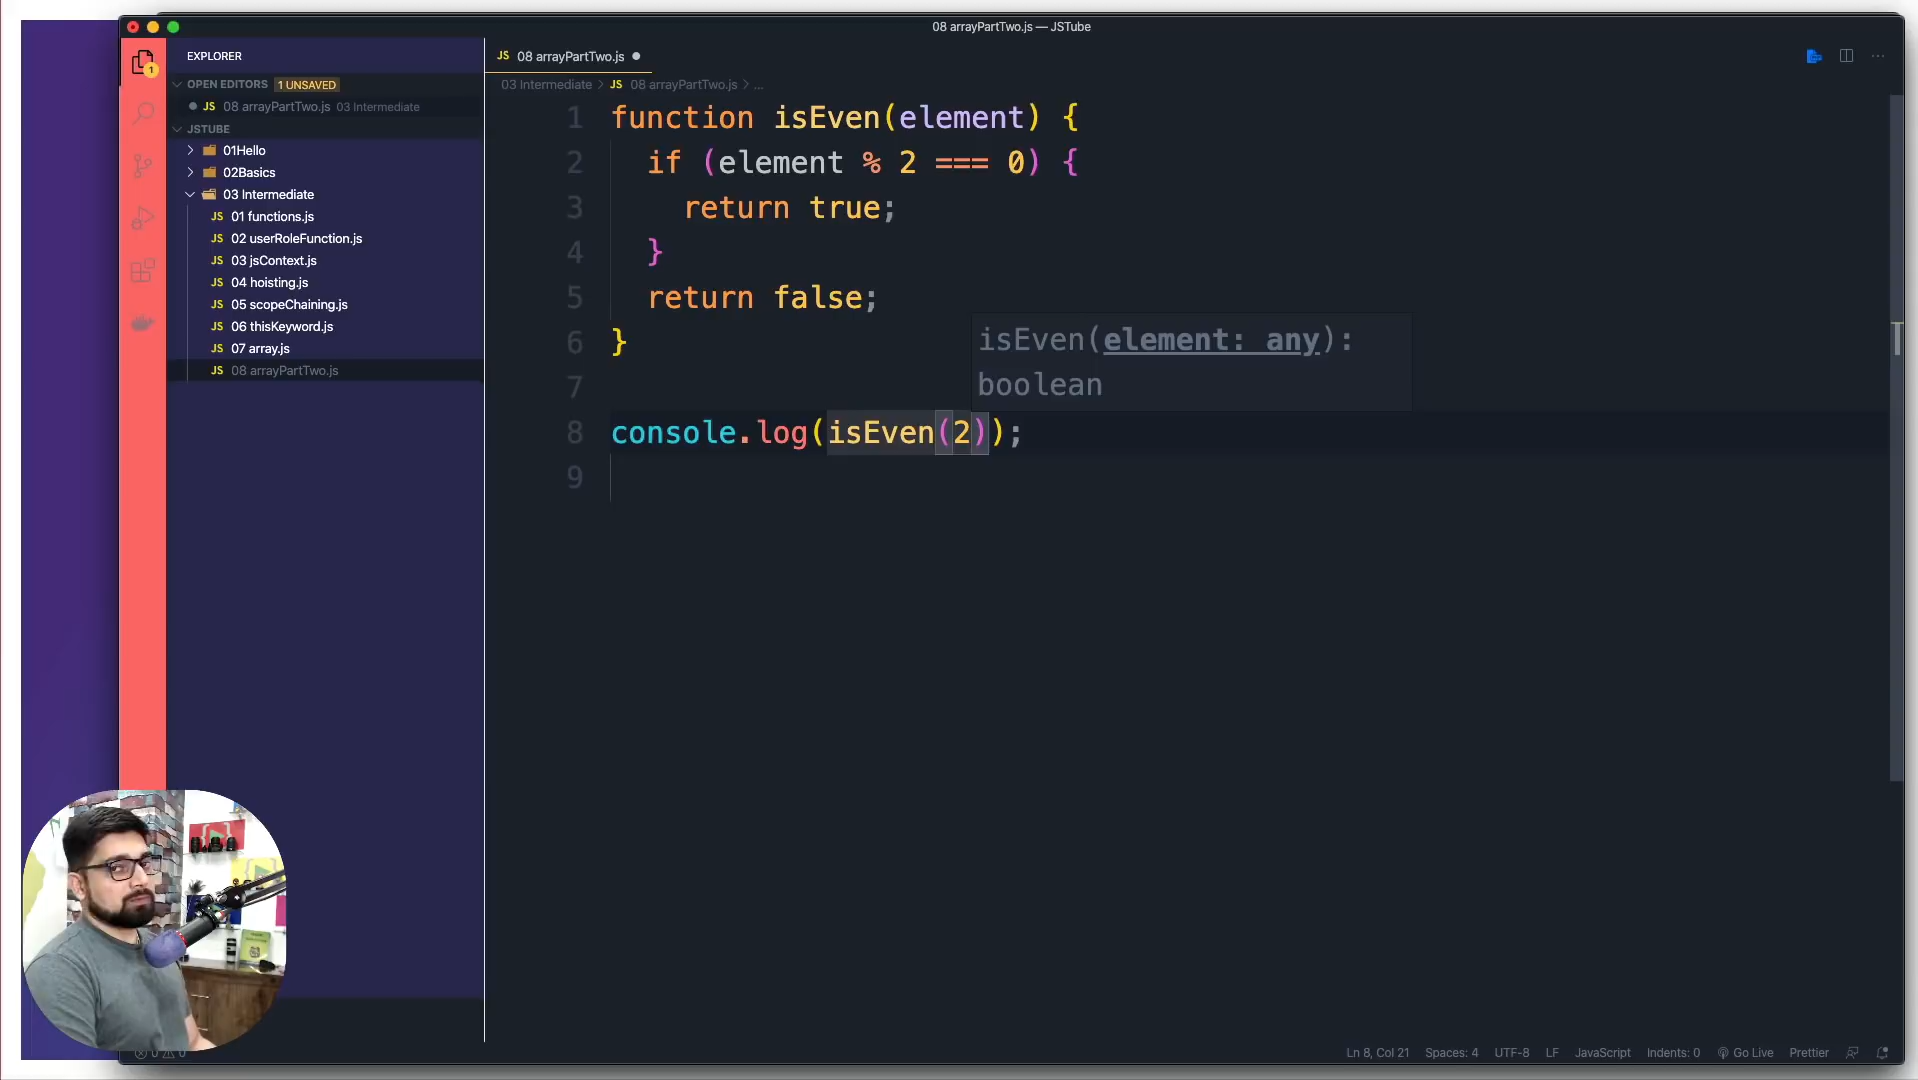 08 arrayPartTwo.js — JSTube
EXPLORER
OPEN EDITORS 1 UNSAVED
JS 08 arrayPartTwo.js 03 Intermediate
JSTUBE
01Hello
02Basics
03 Intermediate
JS 01 functions.js
JS 02 userRoleFunction.js
JS 03 jsContext.js
JS 04 hoisting.js
JS 05 scopeChaining.js
JS 06 thisKeyword.js
JS 07 array.js
JS 08 arrayPartTwo.js
1
JS 08 arrayPartTwo.js
03 Intermediate > JS 08 arrayPartTwo.js > ...
1 function isEven(element) {
2 if (element % 2 === 0) {
3 return true;
4 }
5 return false;
6 }
7
8 console.log(isEven(2));
9
isEven(element: any):
boolean
0 0
Ln 8, Col 21 Spaces: 4 UTF-8 LF JavaScript Indents: 0 Go Live Prettier